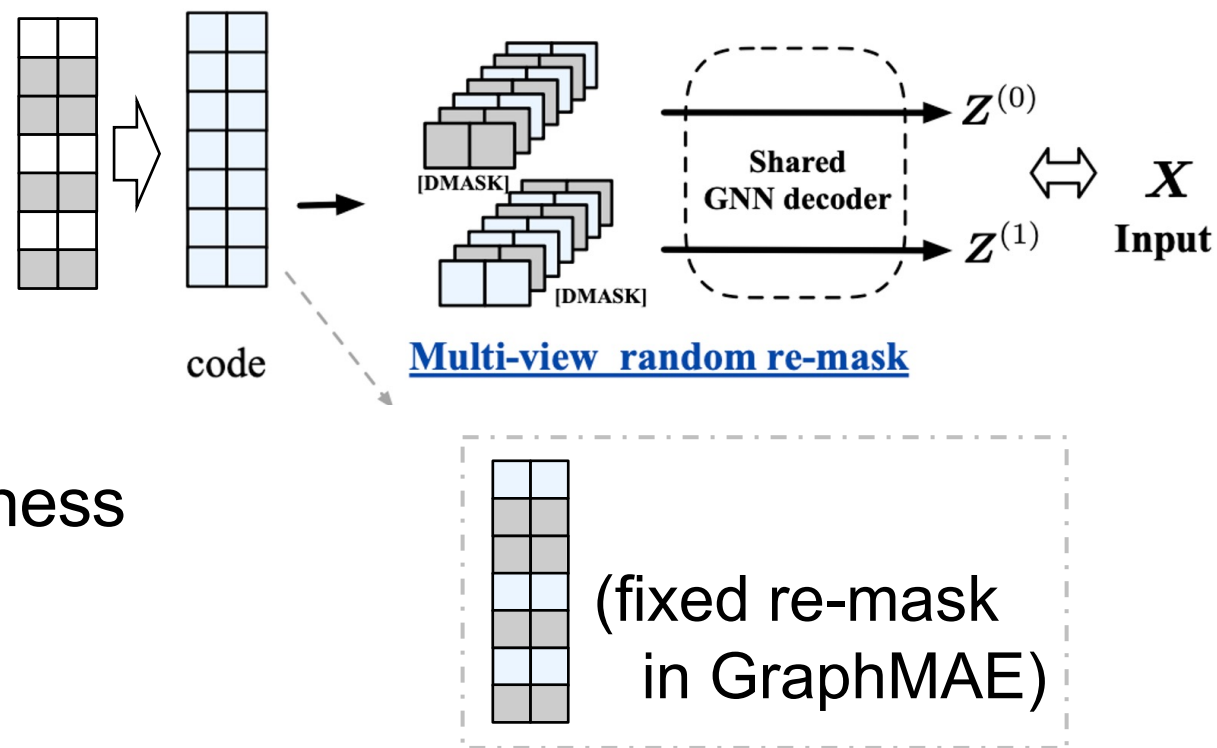 [DMASK]
Z(0)
Shared
GNN decoder
X
Input
Z(1)
[DMASK]
code
Multi-view random re-mask
ness
(fixed re-mask
in GraphMAE)